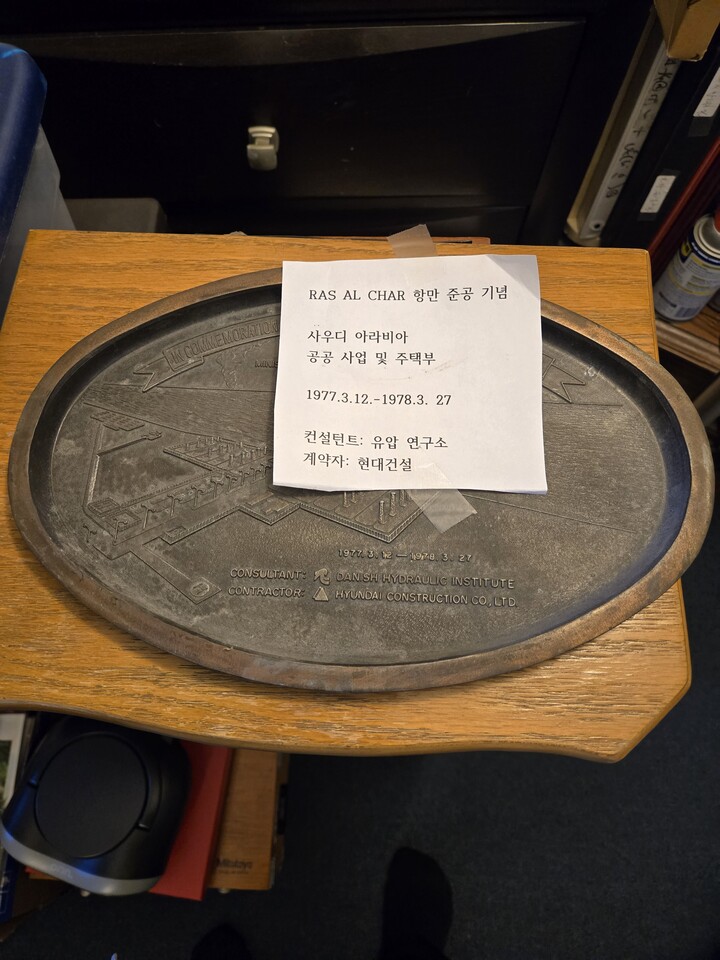 RAS AL CHAR 항만 준공 기념
사우디 아라비아
공공 사업 및 주택부
1977.3.12.-1978.3. 27
컨설턴트: 유압 연구소
계약자: 현대건설
IN COMMEMORATION
1977. 3. 12 — 1978. 3. 27
CONSULTANT: DANISH HYDRAULIC INSTITUTE
CONTRACTOR: HYUNDAI CONSTRUCTION CO., LTD.